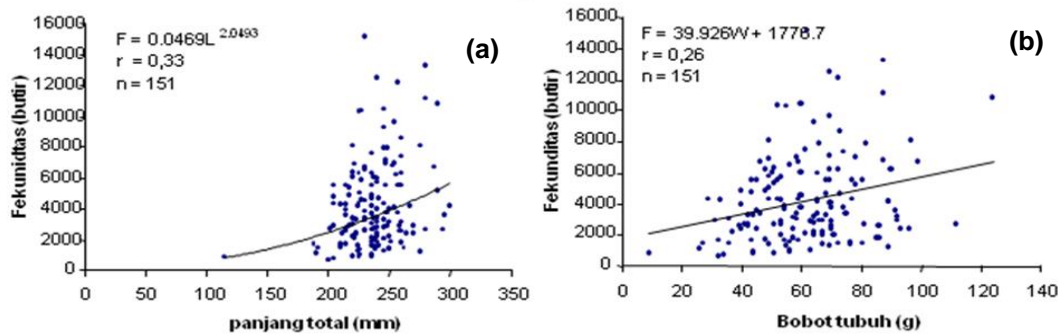 16000
14000
12000
10000
8000
6000
4000
2000
0
Fekunidtas (butir)
F = 0.0469L 2.0493
r = 0,33
n = 151
(a)
0 50 100 150 200 250 300 350
panjang total (mm)
16000
14000
12000
10000
8000
6000
4000
2000
0
Fekunditas (butir)
F = 39.926W + 1778.7
r = 0,26
n = 151
(b)
0 20 40 60 80 100 120 140
Bobot tubuh (g)